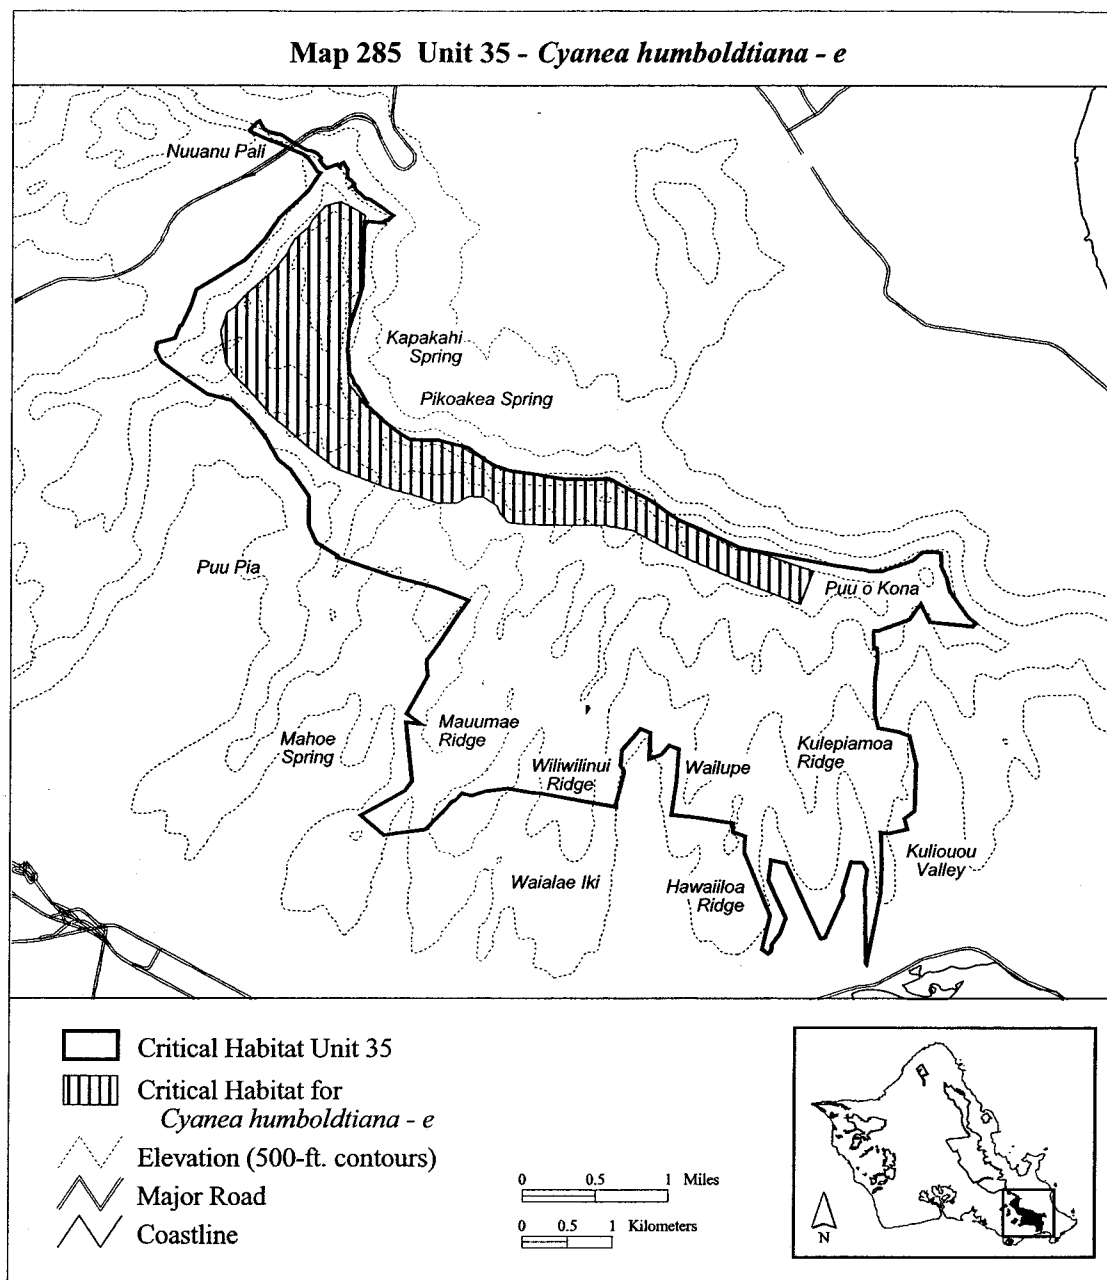 Map 285 Unit 35 - Cyanea humboldtiana - e
Nuuanu Pali
Kapakahi
Spring
Pikoakea Spring
Puu Pia
Puu o Kona
Mahoe
Spring
Mauumae
Ridge
Wiliwilinui
Ridge
Wailupe
Kulepiamoa
Ridge
Waialae Iki
Hawaiiloa
Ridge
Kuliouou
Valley
Critical Habitat Unit 35
Critical Habitat for
Cyanea humboldtiana - e
Elevation (500-ft. contours)
Major Road
Coastline
0 0.5 1 Miles
0 0.5 1 Kilometers
N